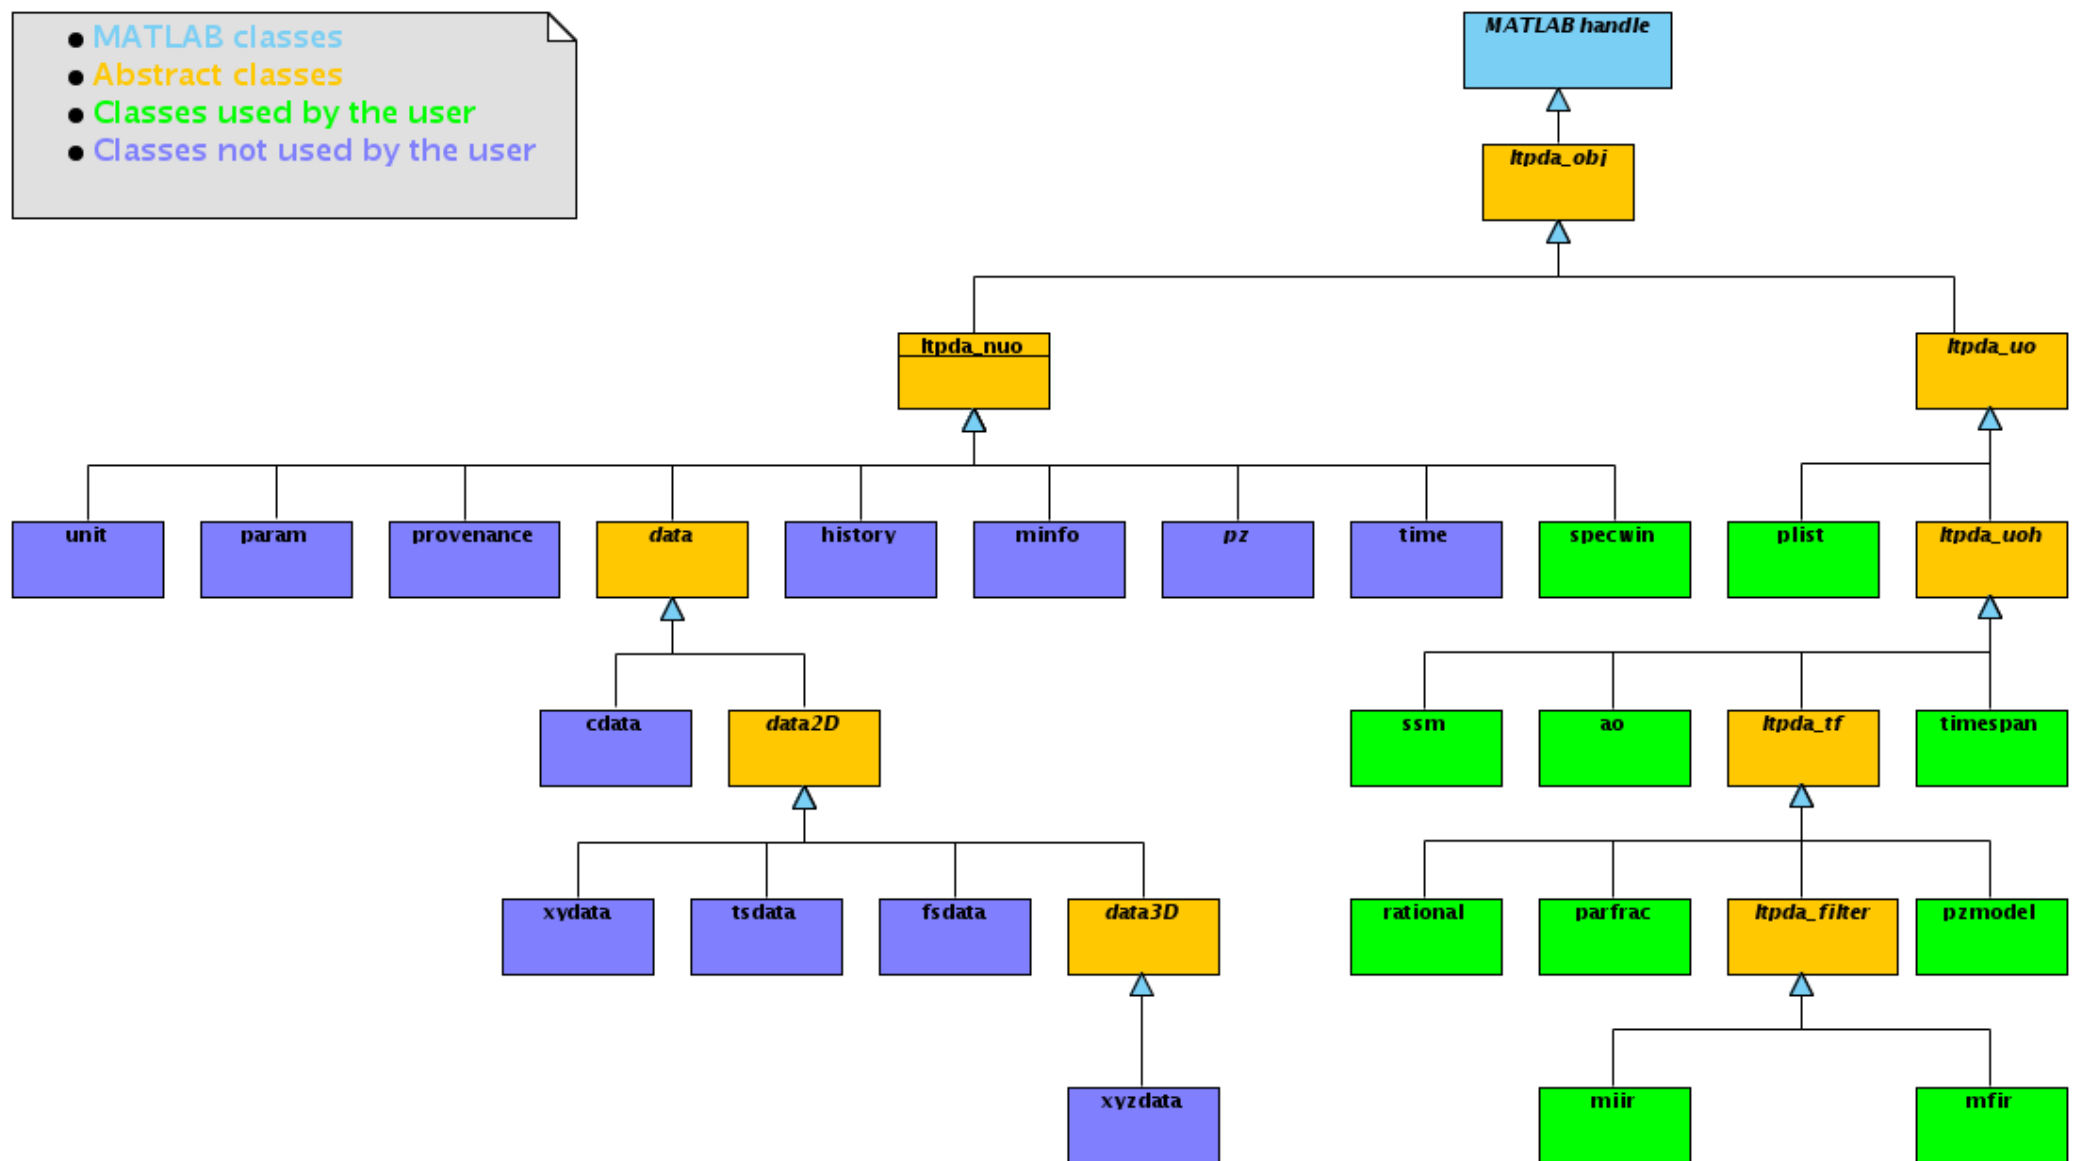 MATLAB classes
Abstract classes
Classes used by the user
Classes not used by the user
MATLAB handle
ltpda_obj
ltpda_nuo
ltpda_uo
unit
param
provenance
data
history
minfo
pz
time
specwin
plist
ltpda_uoh
cdata
data2D
ssm
ao
ltpda_tf
timespan
xydata
tsdata
fsdata
data3D
rational
parfrac
ltpda_filter
pzmodel
xyzdata
miir
mfir